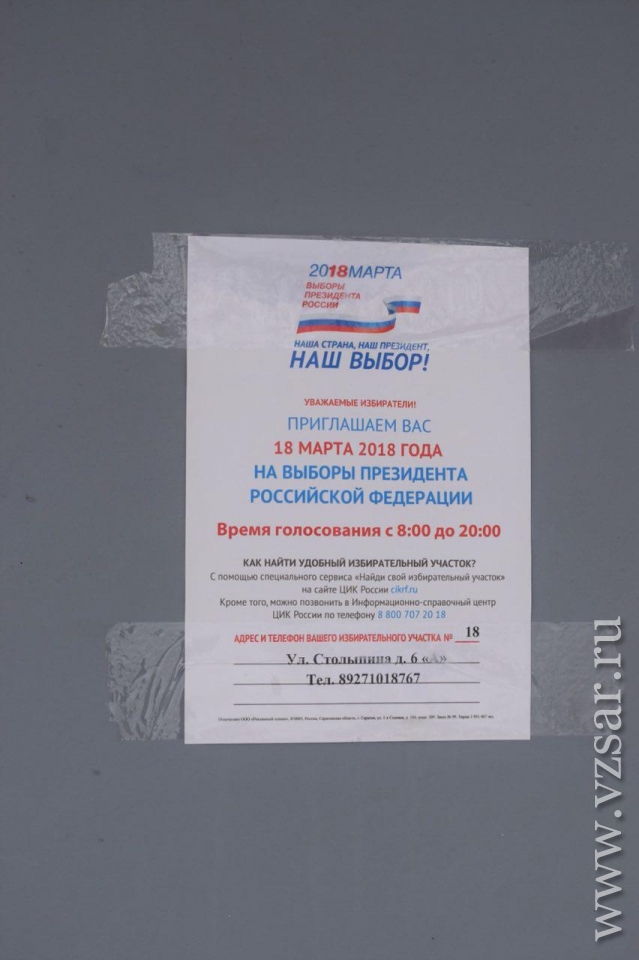 2018МАРТА
ВЫБОРЫ
ПРЕЗИДЕНТА
РОССИИ
НАША СТРАНА, НАШ ПРЕЗИДЕНТ,
НАШ ВЫБОР!
УВАЖАЕМЫЕ ИЗБИРАТЕЛИ!
ПРИГЛАШАЕМ ВАС
18 МАРТА 2018 ГОДА
НА ВЫБОРЫ ПРЕЗИДЕНТА
РОССИЙСКОЙ ФЕДЕРАЦИИ
Время голосования с 8:00 до 20:00
КАК НАЙТИ УДОБНЫЙ ИЗБИРАТЕЛЬНЫЙ УЧАСТОК?
С помощью специального сервиса «Найди свой избирательный участок»
на сайте ЦИК России cikrf.ru
Кроме того, можно позвонить в Информационно-справочный центр
ЦИК России по телефону 8 800 707 20 18
АДРЕС И ТЕЛЕФОН ВАШЕГО ИЗБИРАТЕЛЬНОГО УЧАСТКА № 18
Ул. Столыпина д. 6 «А»
Тел. 89271018767
www.vzsar.ru